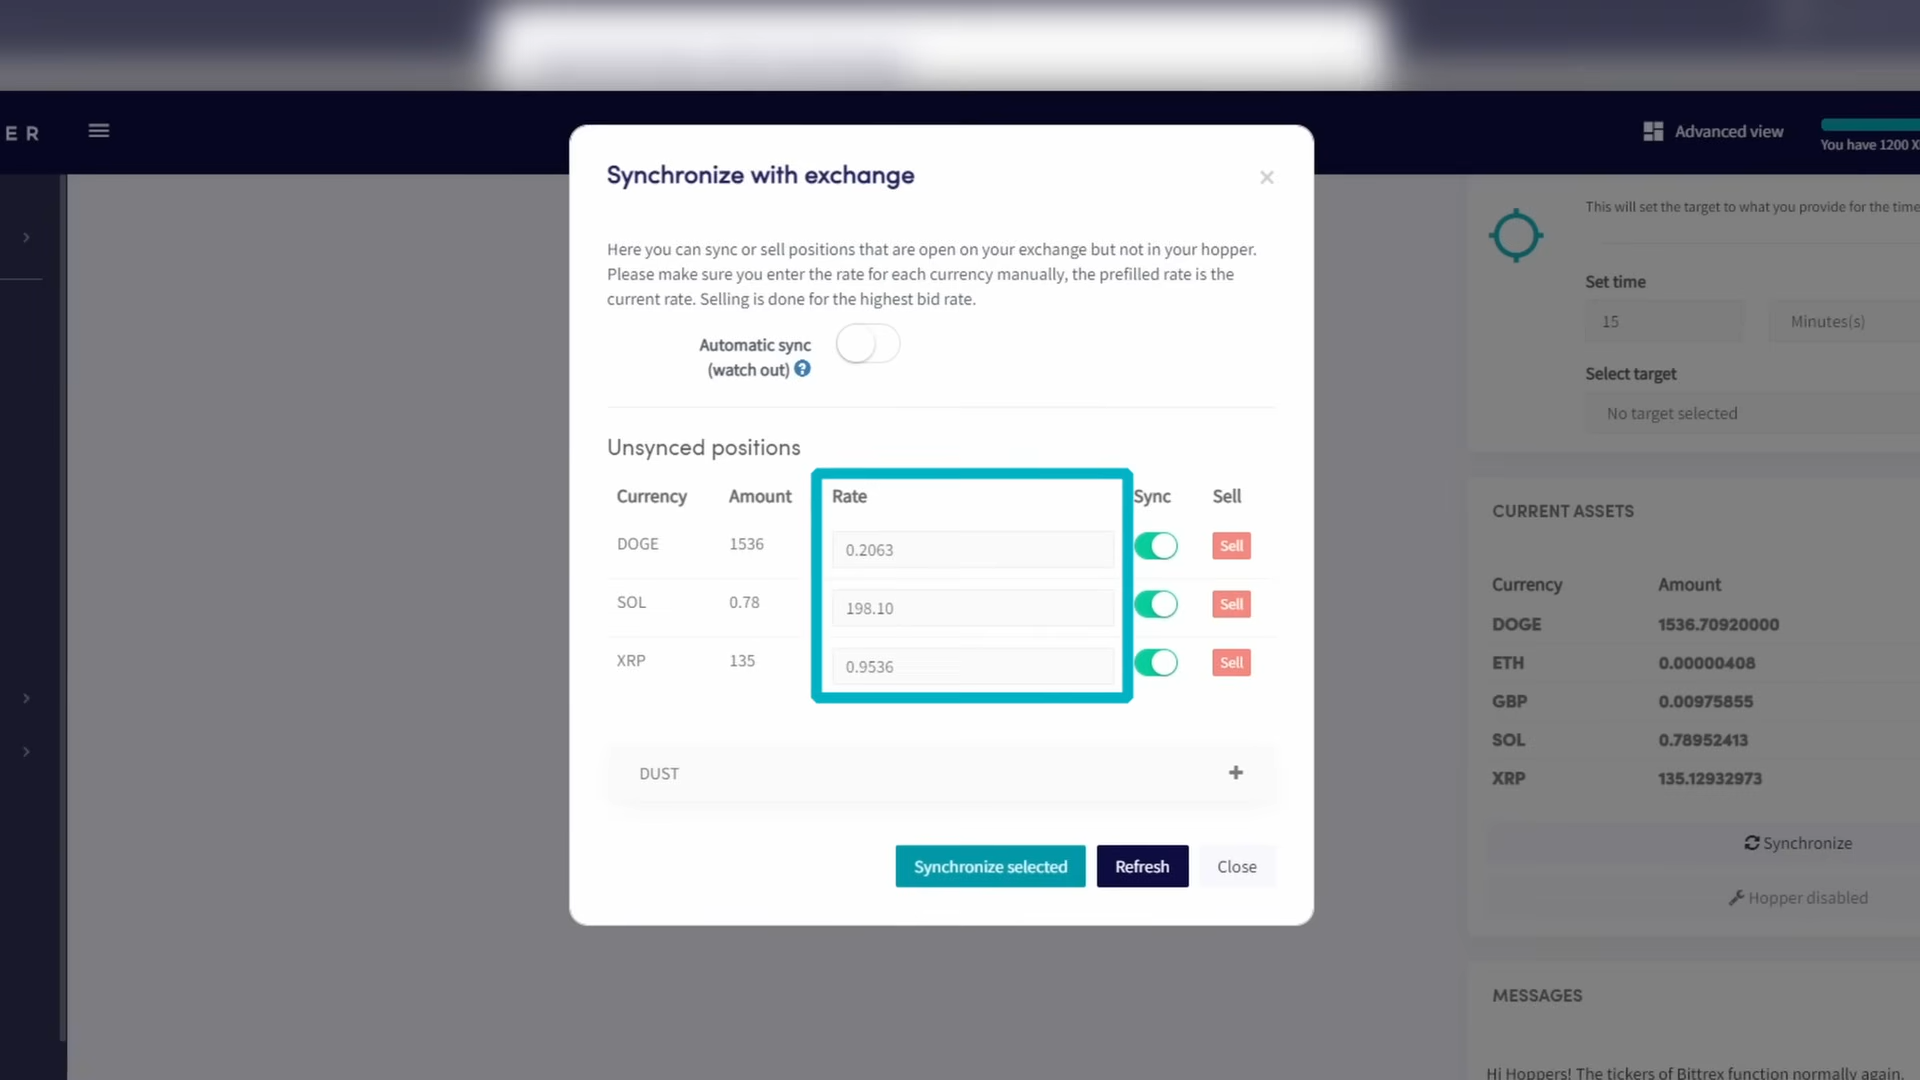 ER
Advanced view
You have 1200 X
Synchronize with exchange
×
Here you can sync or sell positions that are open on your exchange but not in your hopper.
Please make sure you enter the rate for each currency manually, the prefilled rate is the
current rate. Selling is done for the highest bid rate.
Automatic sync
(watch out) ?
Unsynced positions
Currency Amount Rate Sync Sell
DOGE 1536 0.2063 Sell
SOL 0.78 198.10 Sell
XRP 135 0.9536 Sell
DUST +
Synchronize selected Refresh Close
This will set the target to what you provide for the time
Set time
15 Minutes(s)
Select target
No target selected
CURRENT ASSETS
Currency Amount
DOGE 1536.70920000
ETH 0.00000408
GBP 0.00975855
SOL 0.78952413
XRP 135.12932973
Synchronize
Hopper disabled
MESSAGES
Hi Hoppers! The tickers of Bittrex function normally again.